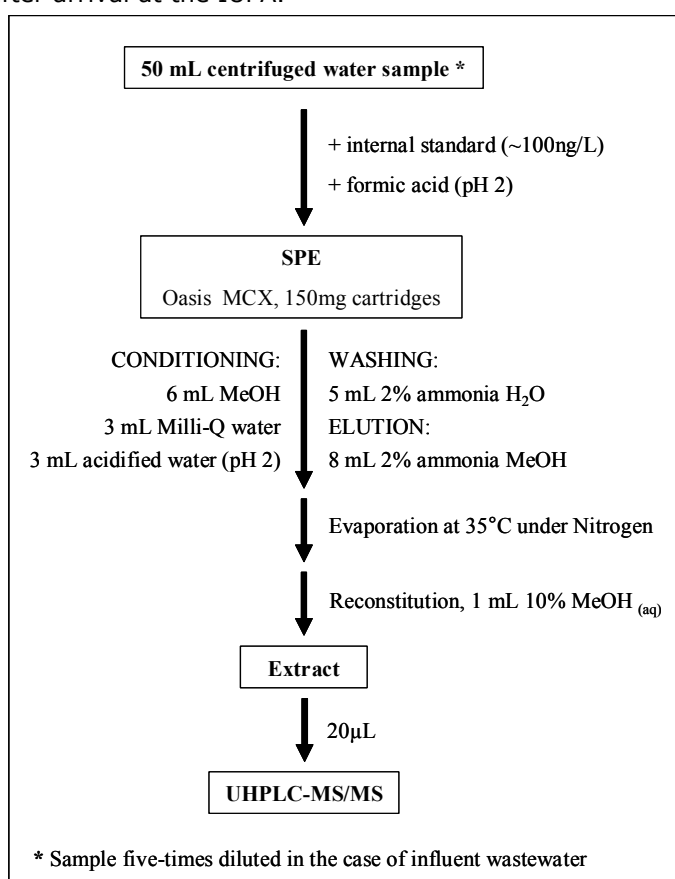 50 mL centrifuged water sample *
+ internal standard (~100ng/L)
+ formic acid (pH 2)
SPE
Oasis MCX, 150mg cartridges
CONDITIONING:
6 mL MeOH
3 mL Milli-Q water
3 mL acidified water (pH 2)
WASHING:
5 mL 2% ammonia H₂O
ELUTION:
8 mL 2% ammonia MeOH
Evaporation at 35°C under Nitrogen
Reconstitution, 1 mL 10% MeOH (aq)
Extract
20µL
UHPLC-MS/MS
* Sample five-times diluted in the case of influent wastewater